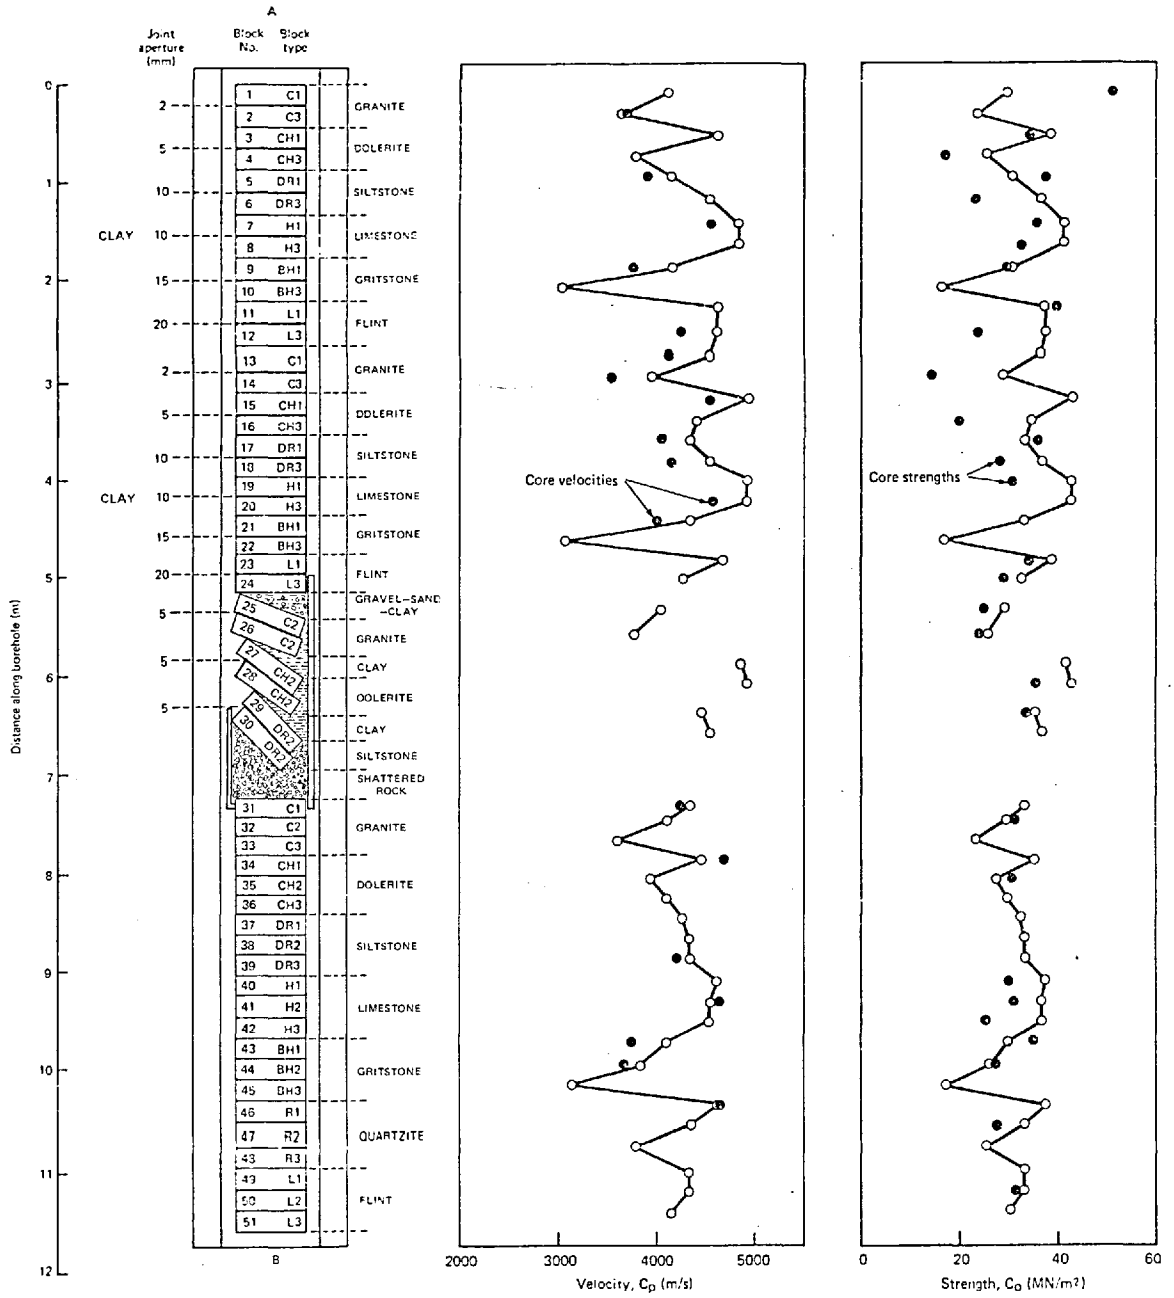 A
Joint aperture (mm)
Block No.
Block type
0
1
2
3
4
5
6
7
8
9
10
11
12
Distance along borehole (m)
2
5
10
CLAY 10
15
20
2
5
10
CLAY 10
15
20
5
5
5
1 C1
2 C3
GRANITE
3 CH1
4 CH3
DOLERITE
5 DR1
6 DR3
SILTSTONE
7 H1
8 H3
LIMESTONE
9 BH1
10 BH3
GRITSTONE
11 L1
12 L3
FLINT
13 C1
14 C3
GRANITE
15 CH1
16 CH3
DOLERITE
17 DR1
18 DR3
SILTSTONE
19 H1
20 H3
LIMESTONE
21 BH1
22 BH3
GRITSTONE
23 L1
24 L3
FLINT
GRAVEL-SAND
-CLAY
25 C2
26 C2
GRANITE
CLAY
27 CH2
28 CH2
DOLERITE
CLAY
29 DR2
30 DR2
SILTSTONE
SHATTERED
ROCK
31 C1
32 C2
33 C3
GRANITE
34 CH1
35 CH2
36 CH3
DOLERITE
37 DR1
38 DR2
39 DR3
SILTSTONE
40 H1
41 H2
42 H3
LIMESTONE
43 BH1
44 BH2
45 BH3
GRITSTONE
46 R1
47 R2
48 R3
QUARTZITE
49 L1
50 L2
51 L3
FLINT
B
Core velocities
2000 3000 4000 5000
Velocity, Cp (m/s)
Core strengths
0 20 40 60
Strength, Co (MN/m²)